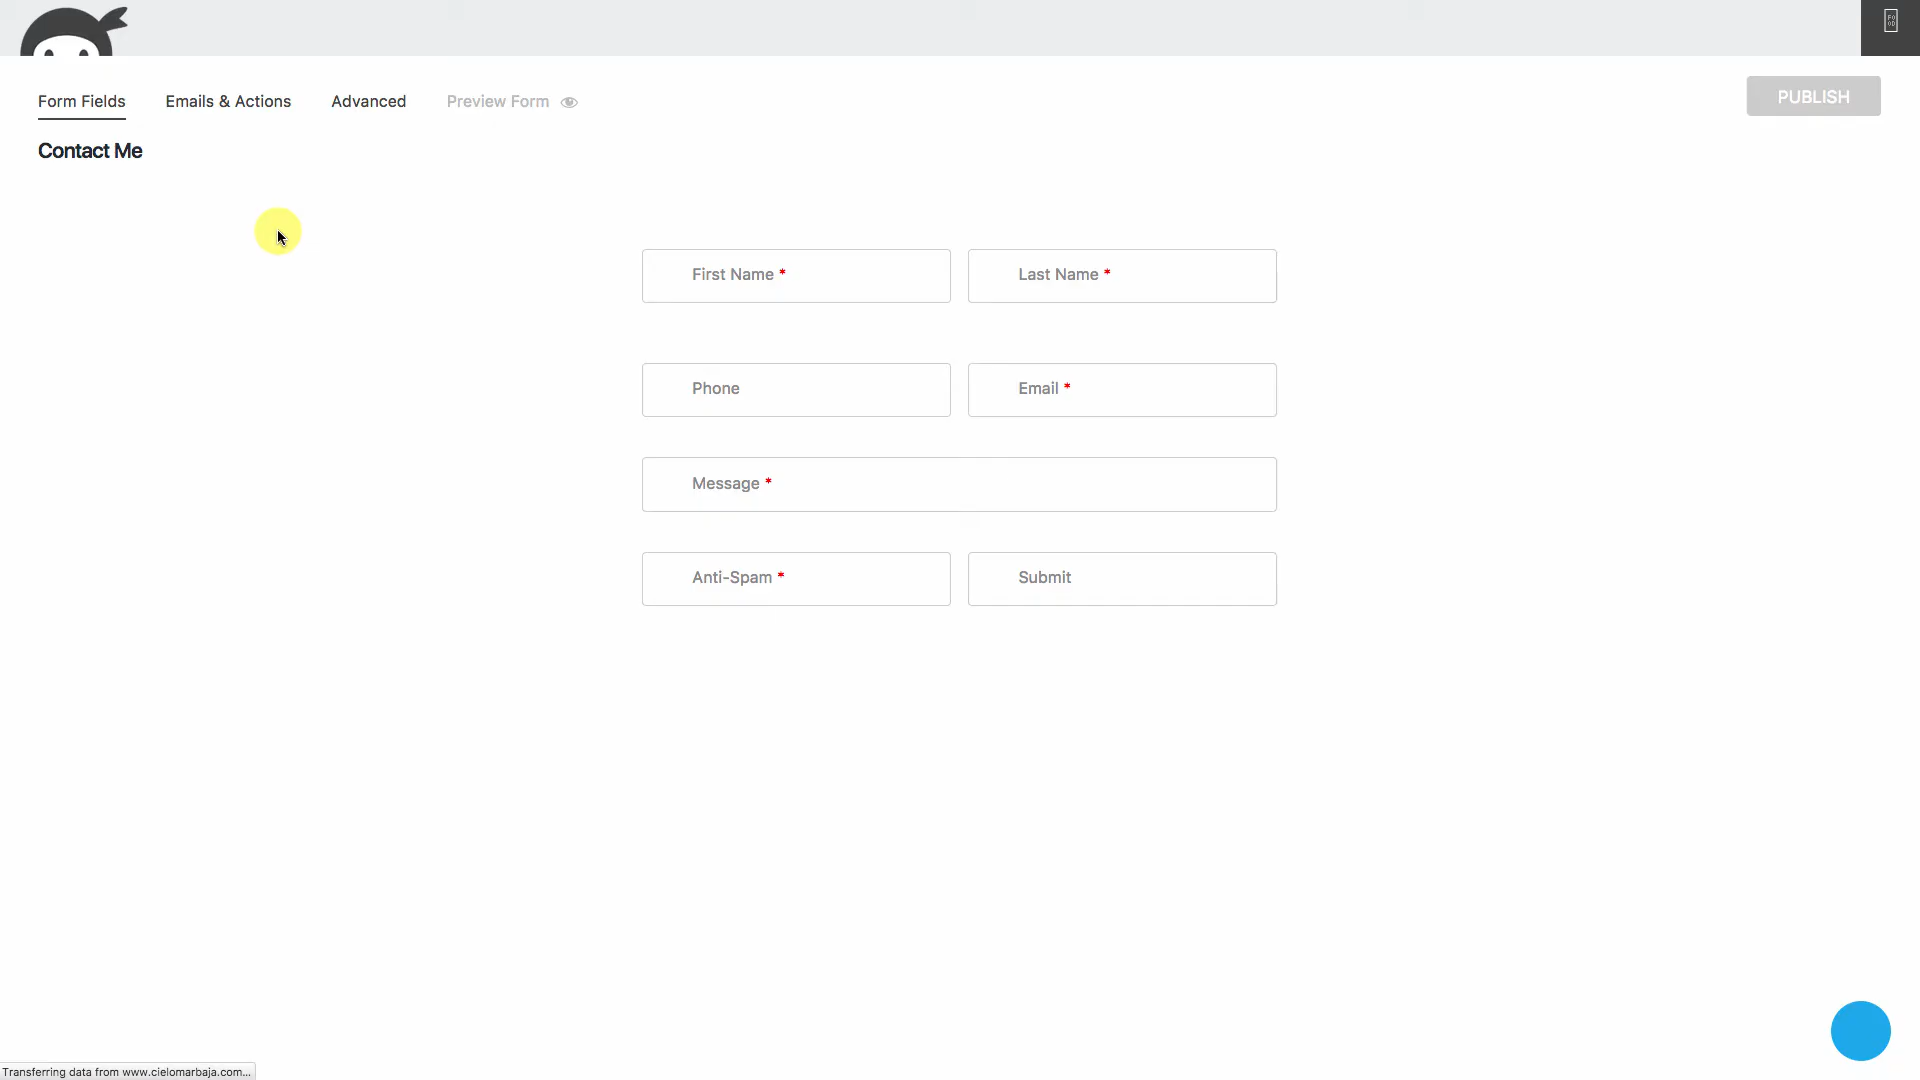 Form Fields Emails & Actions Advanced Preview Form PUBLISH
Contact Me
First Name * Last Name *
Phone Email *
Message *
Anti-Spam * Submit
Transferring data from www.cielomarbaja.com...